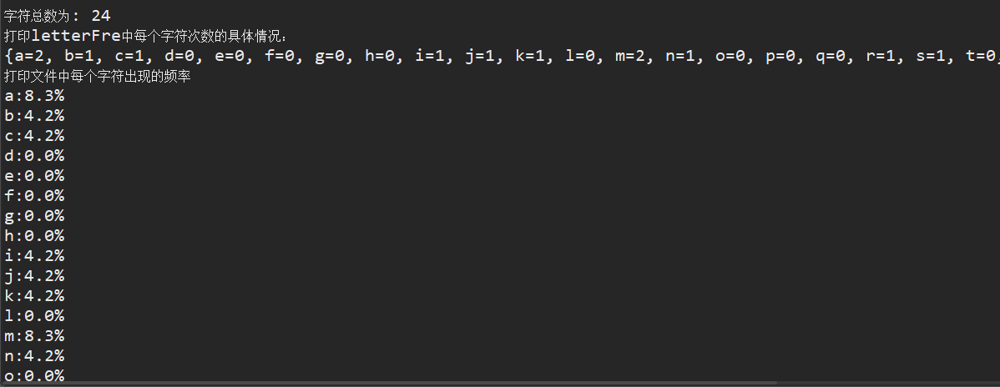 字符总数为: 24
打印letterFre中每个字符次数的具体情况:
{a=2, b=1, c=1, d=0, e=0, f=0, g=0, h=0, i=1, j=1, k=1, l=0, m=2, n=1, o=0, p=0, q=0, r=1, s=1, t=0,
打印文件中每个字符出现的频率
a:8.3%
b:4.2%
c:4.2%
d:0.0%
e:0.0%
f:0.0%
g:0.0%
h:0.0%
i:4.2%
j:4.2%
k:4.2%
l:0.0%
m:8.3%
n:4.2%
o:0.0%